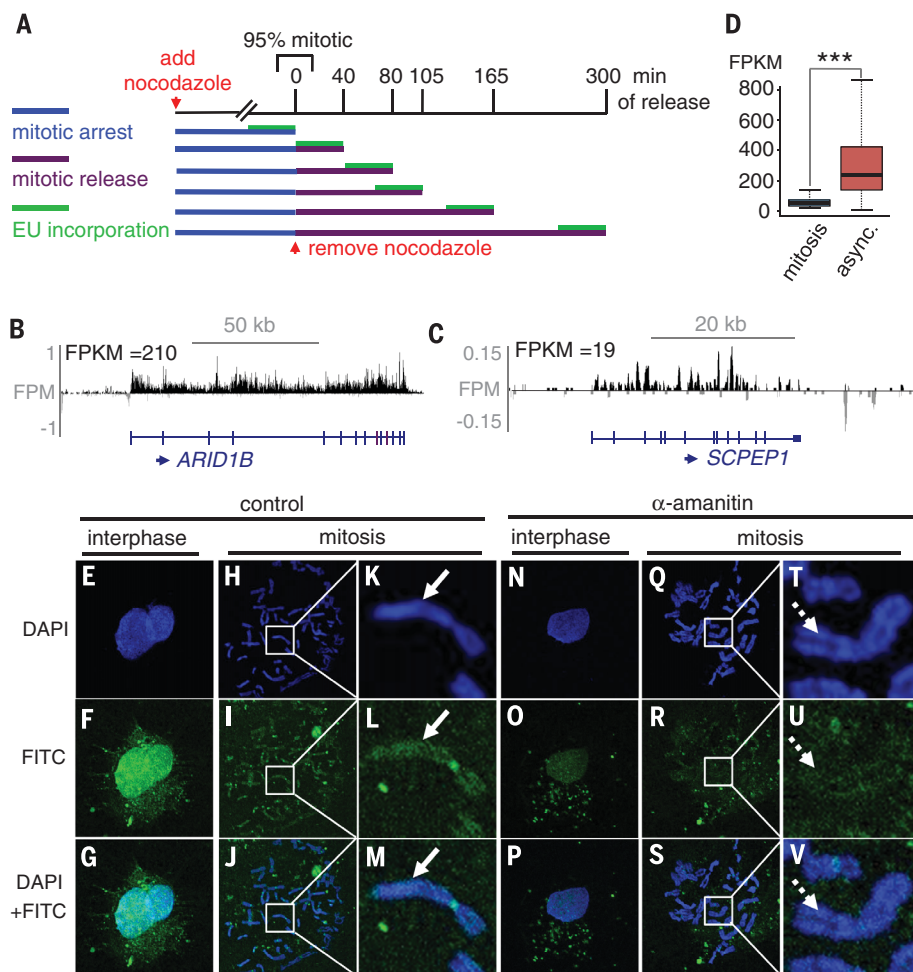 A
95% mitotic
add
nocodazole
0 40 80 105 165 300 min
of release
mitotic arrest
mitotic release
EU incorporation
remove nocodazole
D
FPKM
***
800
600
400
200
0
mitosis
async.
B
50 kb
1
FPKM =210
FPM
-1
ARID1B
C
20 kb
0.15
FPKM =19
FPM
-0.15
SCPEP1
control
α-amanitin
interphase
mitosis
interphase
mitosis
DAPI
E
H
K
N
Q
T
FITC
F
I
L
O
R
U
DAPI
+FITC
G
J
M
P
S
V